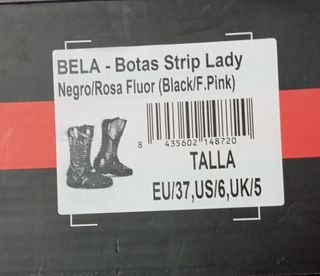 BELA - Botas Strip Lady
Negro/Rosa Fluor (Black/F.Pink)
8 435602 148720
TALLA
EU/37,US/6,UK/5